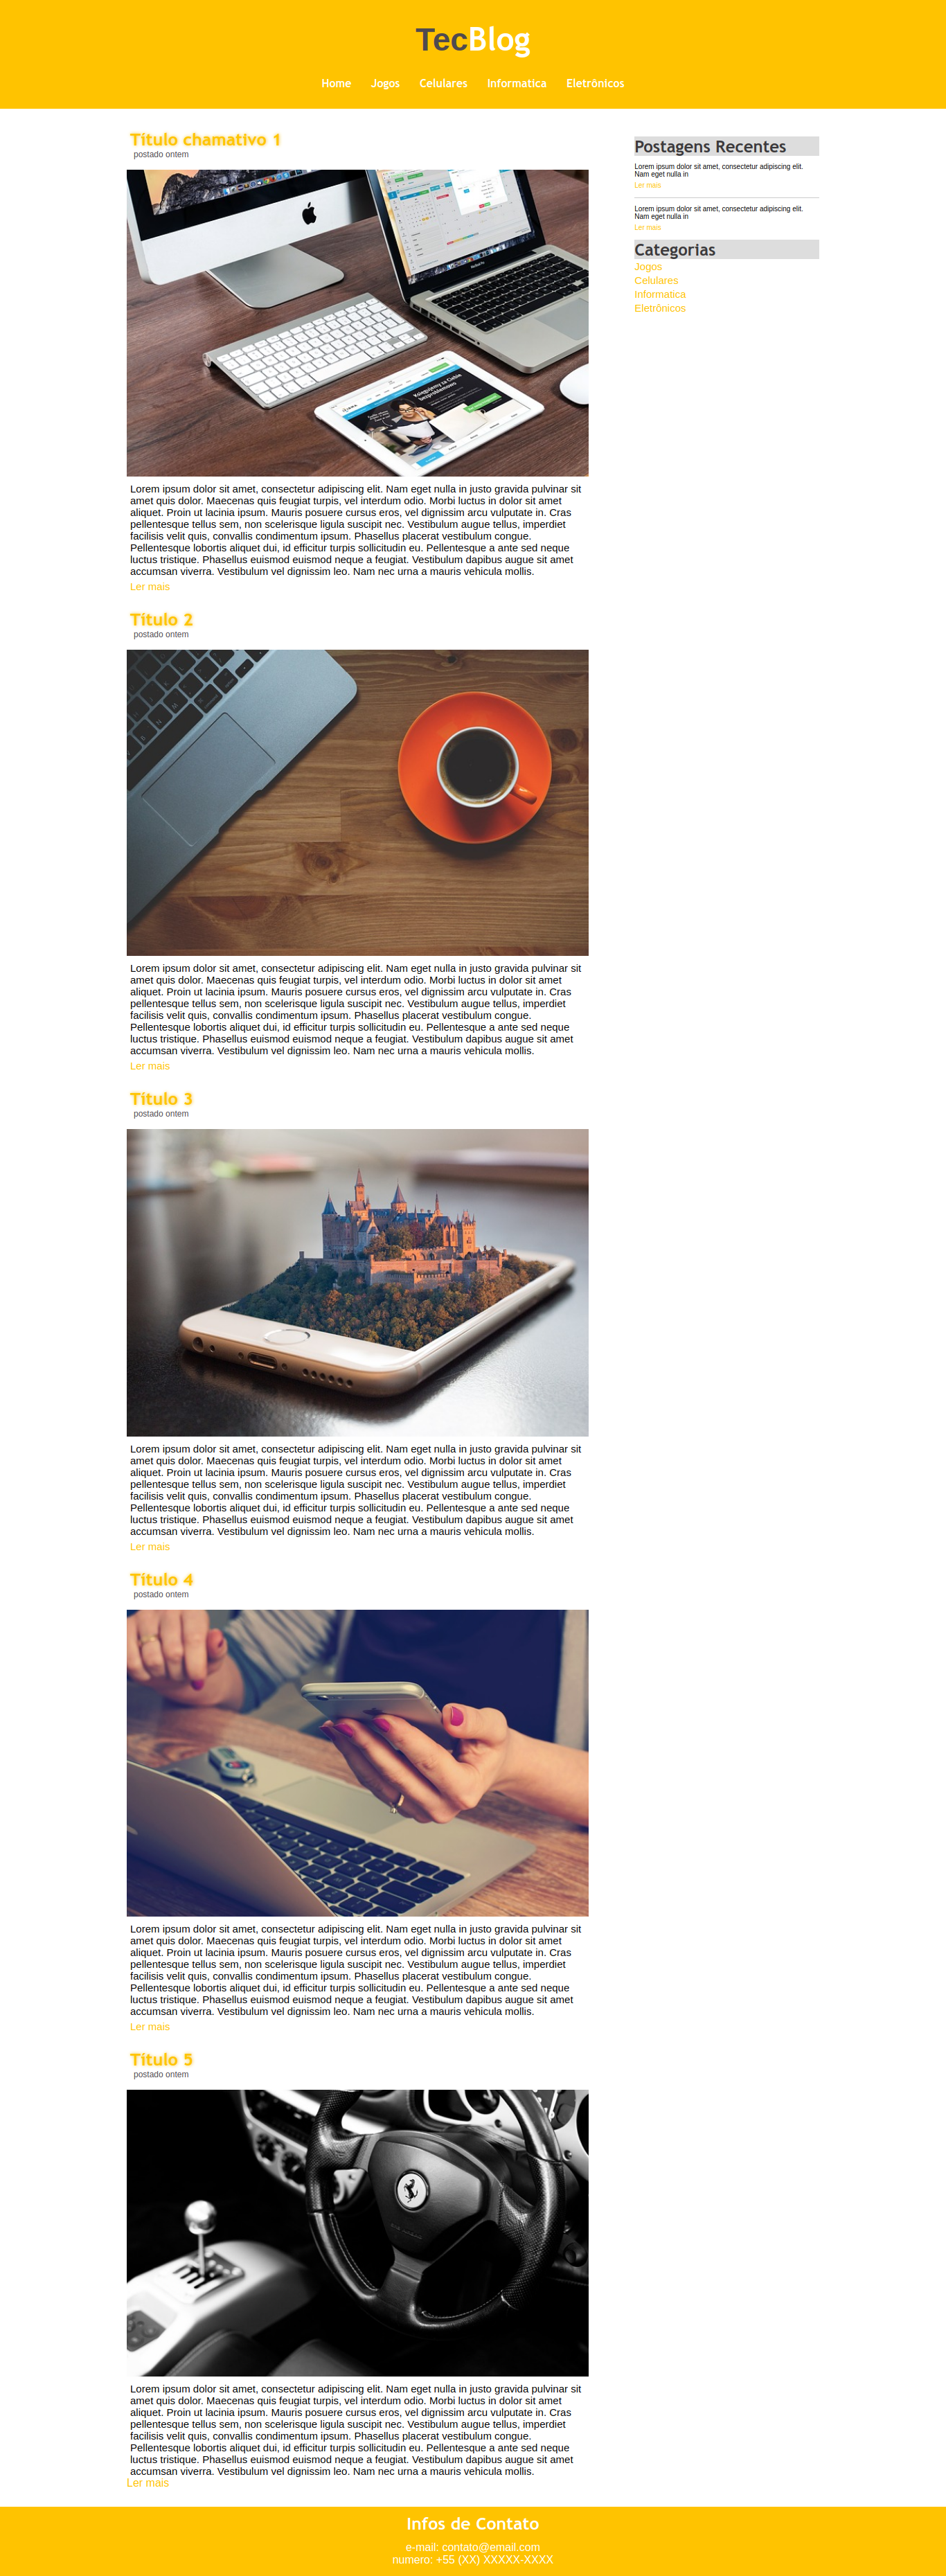 TecBlog
Home Jogos Celulares Informatica Eletrônicos
Título chamativo 1
postado ontem
Lorem ipsum dolor sit amet, consectetur adipiscing elit. Nam eget nulla in justo gravida pulvinar sit
amet quis dolor. Maecenas quis feugiat turpis, vel interdum odio. Morbi luctus in dolor sit amet
aliquet. Proin ut lacinia ipsum. Mauris posuere cursus eros, vel dignissim arcu vulputate in. Cras
pellentesque tellus sem, non scelerisque ligula suscipit nec. Vestibulum augue tellus, imperdiet
facilisis velit quis, convallis condimentum ipsum. Phasellus placerat vestibulum congue.
Pellentesque lobortis aliquet dui, id efficitur turpis sollicitudin eu. Pellentesque a ante sed neque
luctus tristique. Phasellus euismod euismod neque a feugiat. Vestibulum dapibus augue sit amet
accumsan viverra. Vestibulum vel dignissim leo. Nam nec urna a mauris vehicula mollis.
Ler mais
Título 2
postado ontem
Lorem ipsum dolor sit amet, consectetur adipiscing elit. Nam eget nulla in justo gravida pulvinar sit
amet quis dolor. Maecenas quis feugiat turpis, vel interdum odio. Morbi luctus in dolor sit amet
aliquet. Proin ut lacinia ipsum. Mauris posuere cursus eros, vel dignissim arcu vulputate in. Cras
pellentesque tellus sem, non scelerisque ligula suscipit nec. Vestibulum augue tellus, imperdiet
facilisis velit quis, convallis condimentum ipsum. Phasellus placerat vestibulum congue.
Pellentesque lobortis aliquet dui, id efficitur turpis sollicitudin eu. Pellentesque a ante sed neque
luctus tristique. Phasellus euismod euismod neque a feugiat. Vestibulum dapibus augue sit amet
accumsan viverra. Vestibulum vel dignissim leo. Nam nec urna a mauris vehicula mollis.
Ler mais
Título 3
postado ontem
Lorem ipsum dolor sit amet, consectetur adipiscing elit. Nam eget nulla in justo gravida pulvinar sit
amet quis dolor. Maecenas quis feugiat turpis, vel interdum odio. Morbi luctus in dolor sit amet
aliquet. Proin ut lacinia ipsum. Mauris posuere cursus eros, vel dignissim arcu vulputate in. Cras
pellentesque tellus sem, non scelerisque ligula suscipit nec. Vestibulum augue tellus, imperdiet
facilisis velit quis, convallis condimentum ipsum. Phasellus placerat vestibulum congue.
Pellentesque lobortis aliquet dui, id efficitur turpis sollicitudin eu. Pellentesque a ante sed neque
luctus tristique. Phasellus euismod euismod neque a feugiat. Vestibulum dapibus augue sit amet
accumsan viverra. Vestibulum vel dignissim leo. Nam nec urna a mauris vehicula mollis.
Ler mais
Título 4
postado ontem
Lorem ipsum dolor sit amet, consectetur adipiscing elit. Nam eget nulla in justo gravida pulvinar sit
amet quis dolor. Maecenas quis feugiat turpis, vel interdum odio. Morbi luctus in dolor sit amet
aliquet. Proin ut lacinia ipsum. Mauris posuere cursus eros, vel dignissim arcu vulputate in. Cras
pellentesque tellus sem, non scelerisque ligula suscipit nec. Vestibulum augue tellus, imperdiet
facilisis velit quis, convallis condimentum ipsum. Phasellus placerat vestibulum congue.
Pellentesque lobortis aliquet dui, id efficitur turpis sollicitudin eu. Pellentesque a ante sed neque
luctus tristique. Phasellus euismod euismod neque a feugiat. Vestibulum dapibus augue sit amet
accumsan viverra. Vestibulum vel dignissim leo. Nam nec urna a mauris vehicula mollis.
Ler mais
Título 5
postado ontem
Lorem ipsum dolor sit amet, consectetur adipiscing elit. Nam eget nulla in justo gravida pulvinar sit
amet quis dolor. Maecenas quis feugiat turpis, vel interdum odio. Morbi luctus in dolor sit amet
aliquet. Proin ut lacinia ipsum. Mauris posuere cursus eros, vel dignissim arcu vulputate in. Cras
pellentesque tellus sem, non scelerisque ligula suscipit nec. Vestibulum augue tellus, imperdiet
facilisis velit quis, convallis condimentum ipsum. Phasellus placerat vestibulum congue.
Pellentesque lobortis aliquet dui, id efficitur turpis sollicitudin eu. Pellentesque a ante sed neque
luctus tristique. Phasellus euismod euismod neque a feugiat. Vestibulum dapibus augue sit amet
accumsan viverra. Vestibulum vel dignissim leo. Nam nec urna a mauris vehicula mollis.
Ler mais
Postagens Recentes
Lorem ipsum dolor sit amet, consectetur adipiscing elit.
Nam eget nulla in
Ler mais
Lorem ipsum dolor sit amet, consectetur adipiscing elit.
Nam eget nulla in
Ler mais
Categorias
Jogos
Celulares
Informatica
Eletrônicos
Infos de Contato
e-mail: contato@email.com
numero: +55 (XX) XXXXX-XXXX